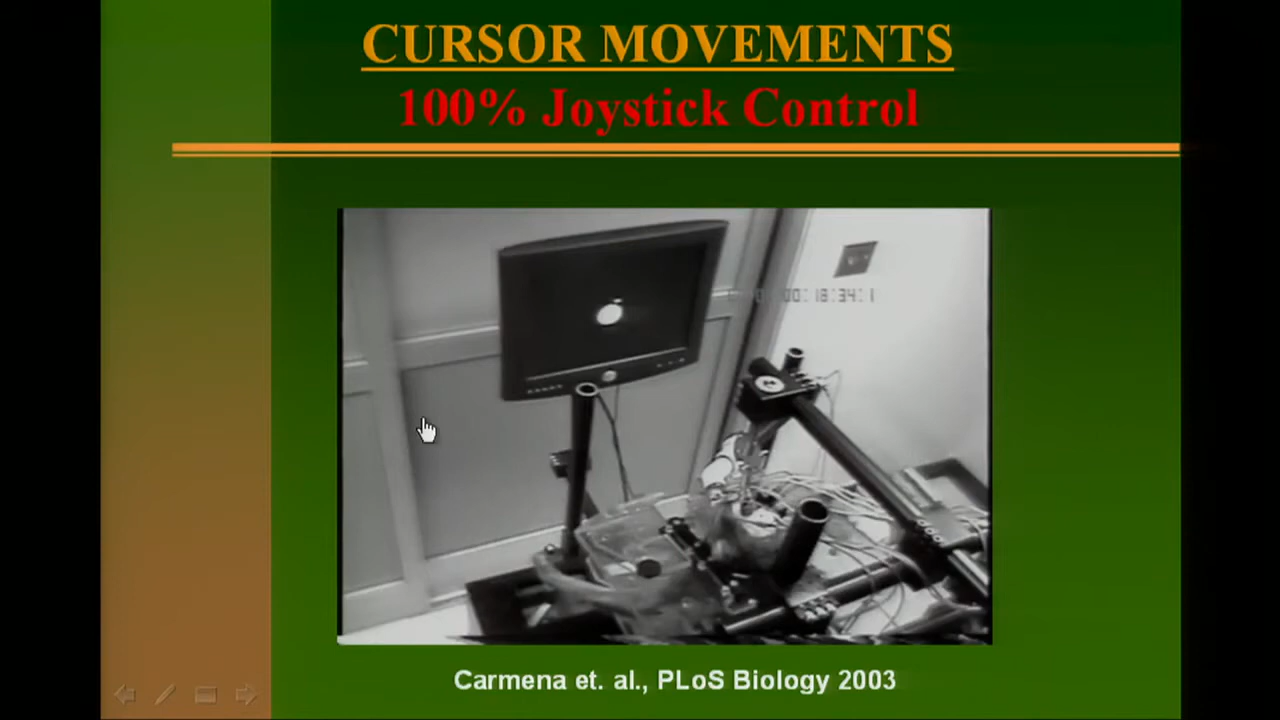 CURSOR MOVEMENTS
100% Joystick Control
Carmena et. al., PLoS Biology 2003